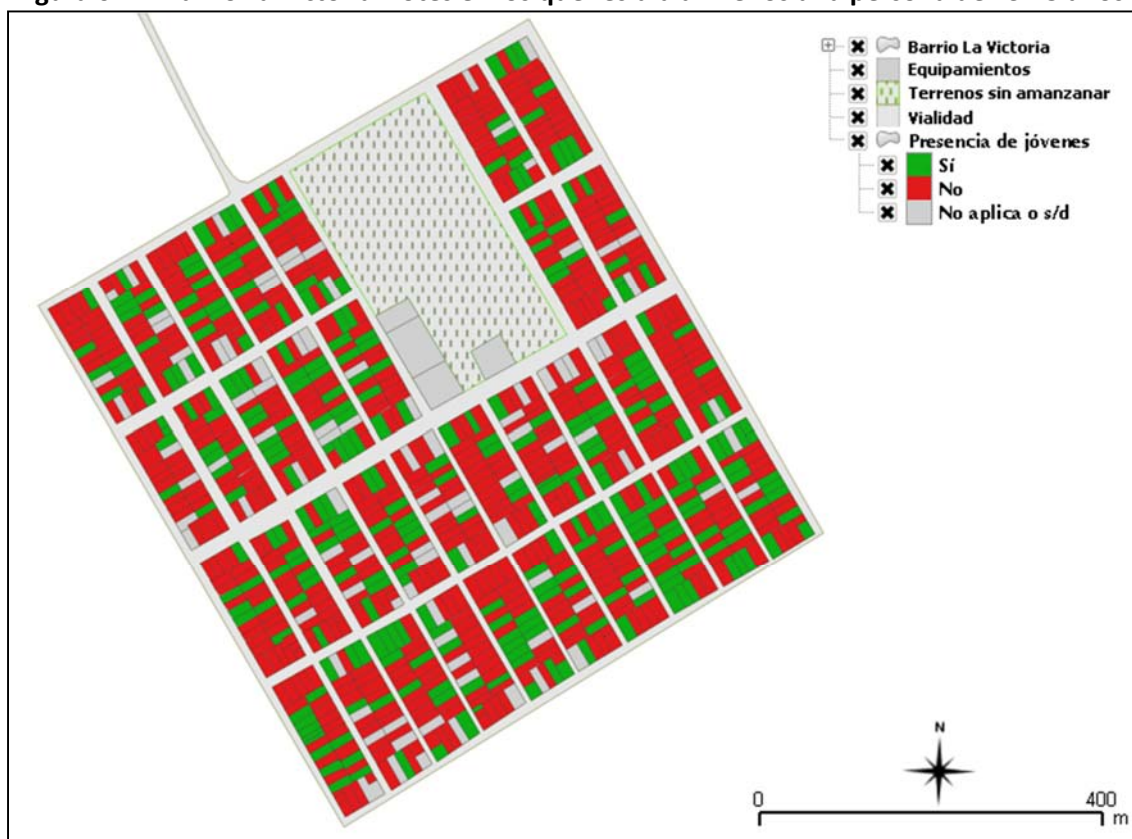 Barrio La Victoria
Equipamientos
Terrenos sin amanzanar
Vialidad
Presencia de jóvenes
Sí
No
No aplica o s/d
N
0 400
m